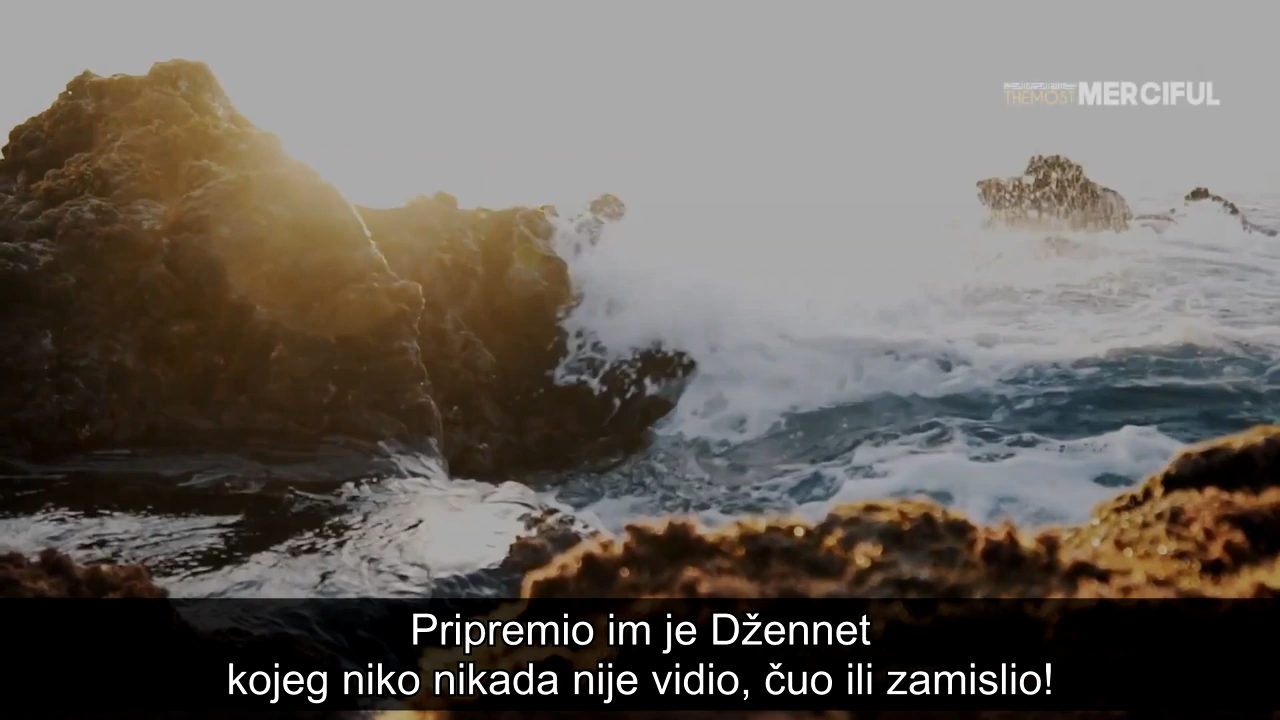 THEMOST MERCIFUL
Pripremio im je Džennet
kojeg niko nikada nije vidio, čuo ili zamislio!